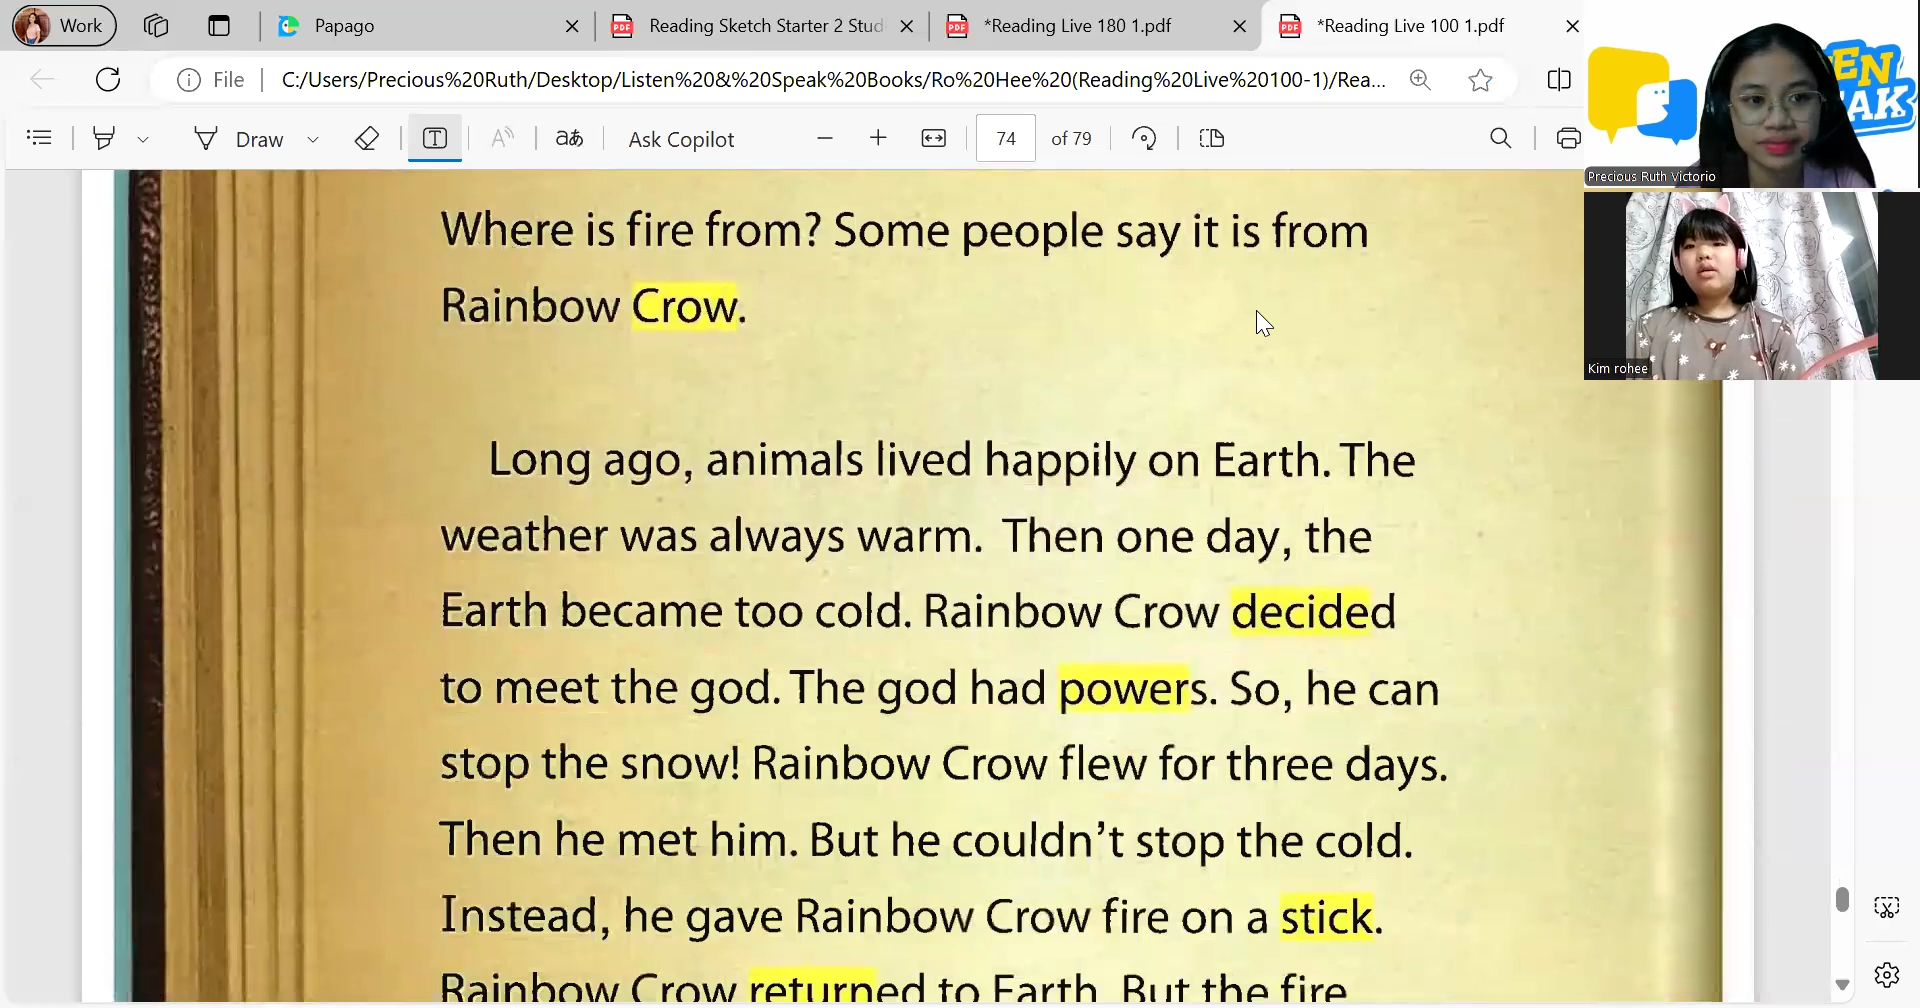 Work
Papago
Reading Sketch Starter 2 Stud
*Reading Live 180 1.pdf
*Reading Live 100 1.pdf
File
C:/Users/Precious%20Ruth/Desktop/Listen%20&%20Speak%20Books/Ro%20Hee%20(Reading%20Live%20100-1)/Rea...
Draw
aあ
Ask Copilot
74
of 79
EN
EAK
Precious Ruth Victorio
Kim rohee
Where is fire from? Some people say it is from
Rainbow Crow.
Long ago, animals lived happily on Earth. The
weather was always warm. Then one day, the
Earth became too cold. Rainbow Crow decided
to meet the god. The god had powers. So, he can
stop the snow! Rainbow Crow flew for three days.
Then he met him. But he couldn't stop the cold.
Instead, he gave Rainbow Crow fire on a stick.
Rainbow Crow returned to Earth. But the fire